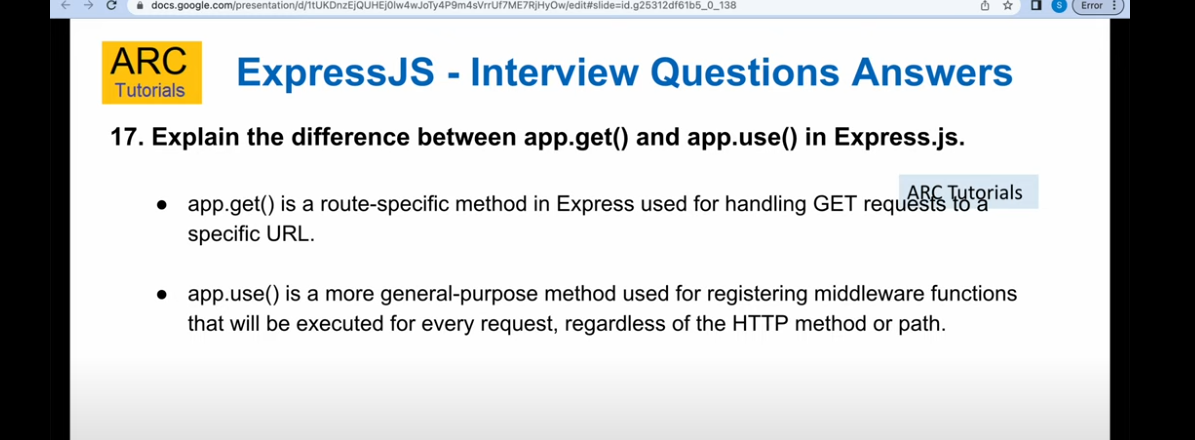 docs.google.com/presentation/d/1tUKDnzEjQUHEj0lw4wJoTy4P9m4sVrrUf7ME7RjHyOw/edit#slide=id.g25312df61b5_0_138
S
Error
ARC
Tutorials
ExpressJS - Interview Questions Answers
17. Explain the difference between app.get() and app.use() in Express.js.
ARC Tutorials
● app.get() is a route-specific method in Express used for handling GET requests to a
specific URL.
● app.use() is a more general-purpose method used for registering middleware functions
that will be executed for every request, regardless of the HTTP method or path.